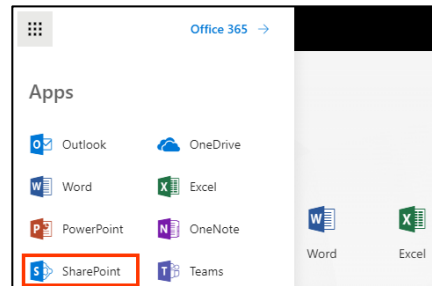 Office 365 →
Apps
Outlook OneDrive
Word Excel
PowerPoint OneNote
SharePoint Teams
Word Excel